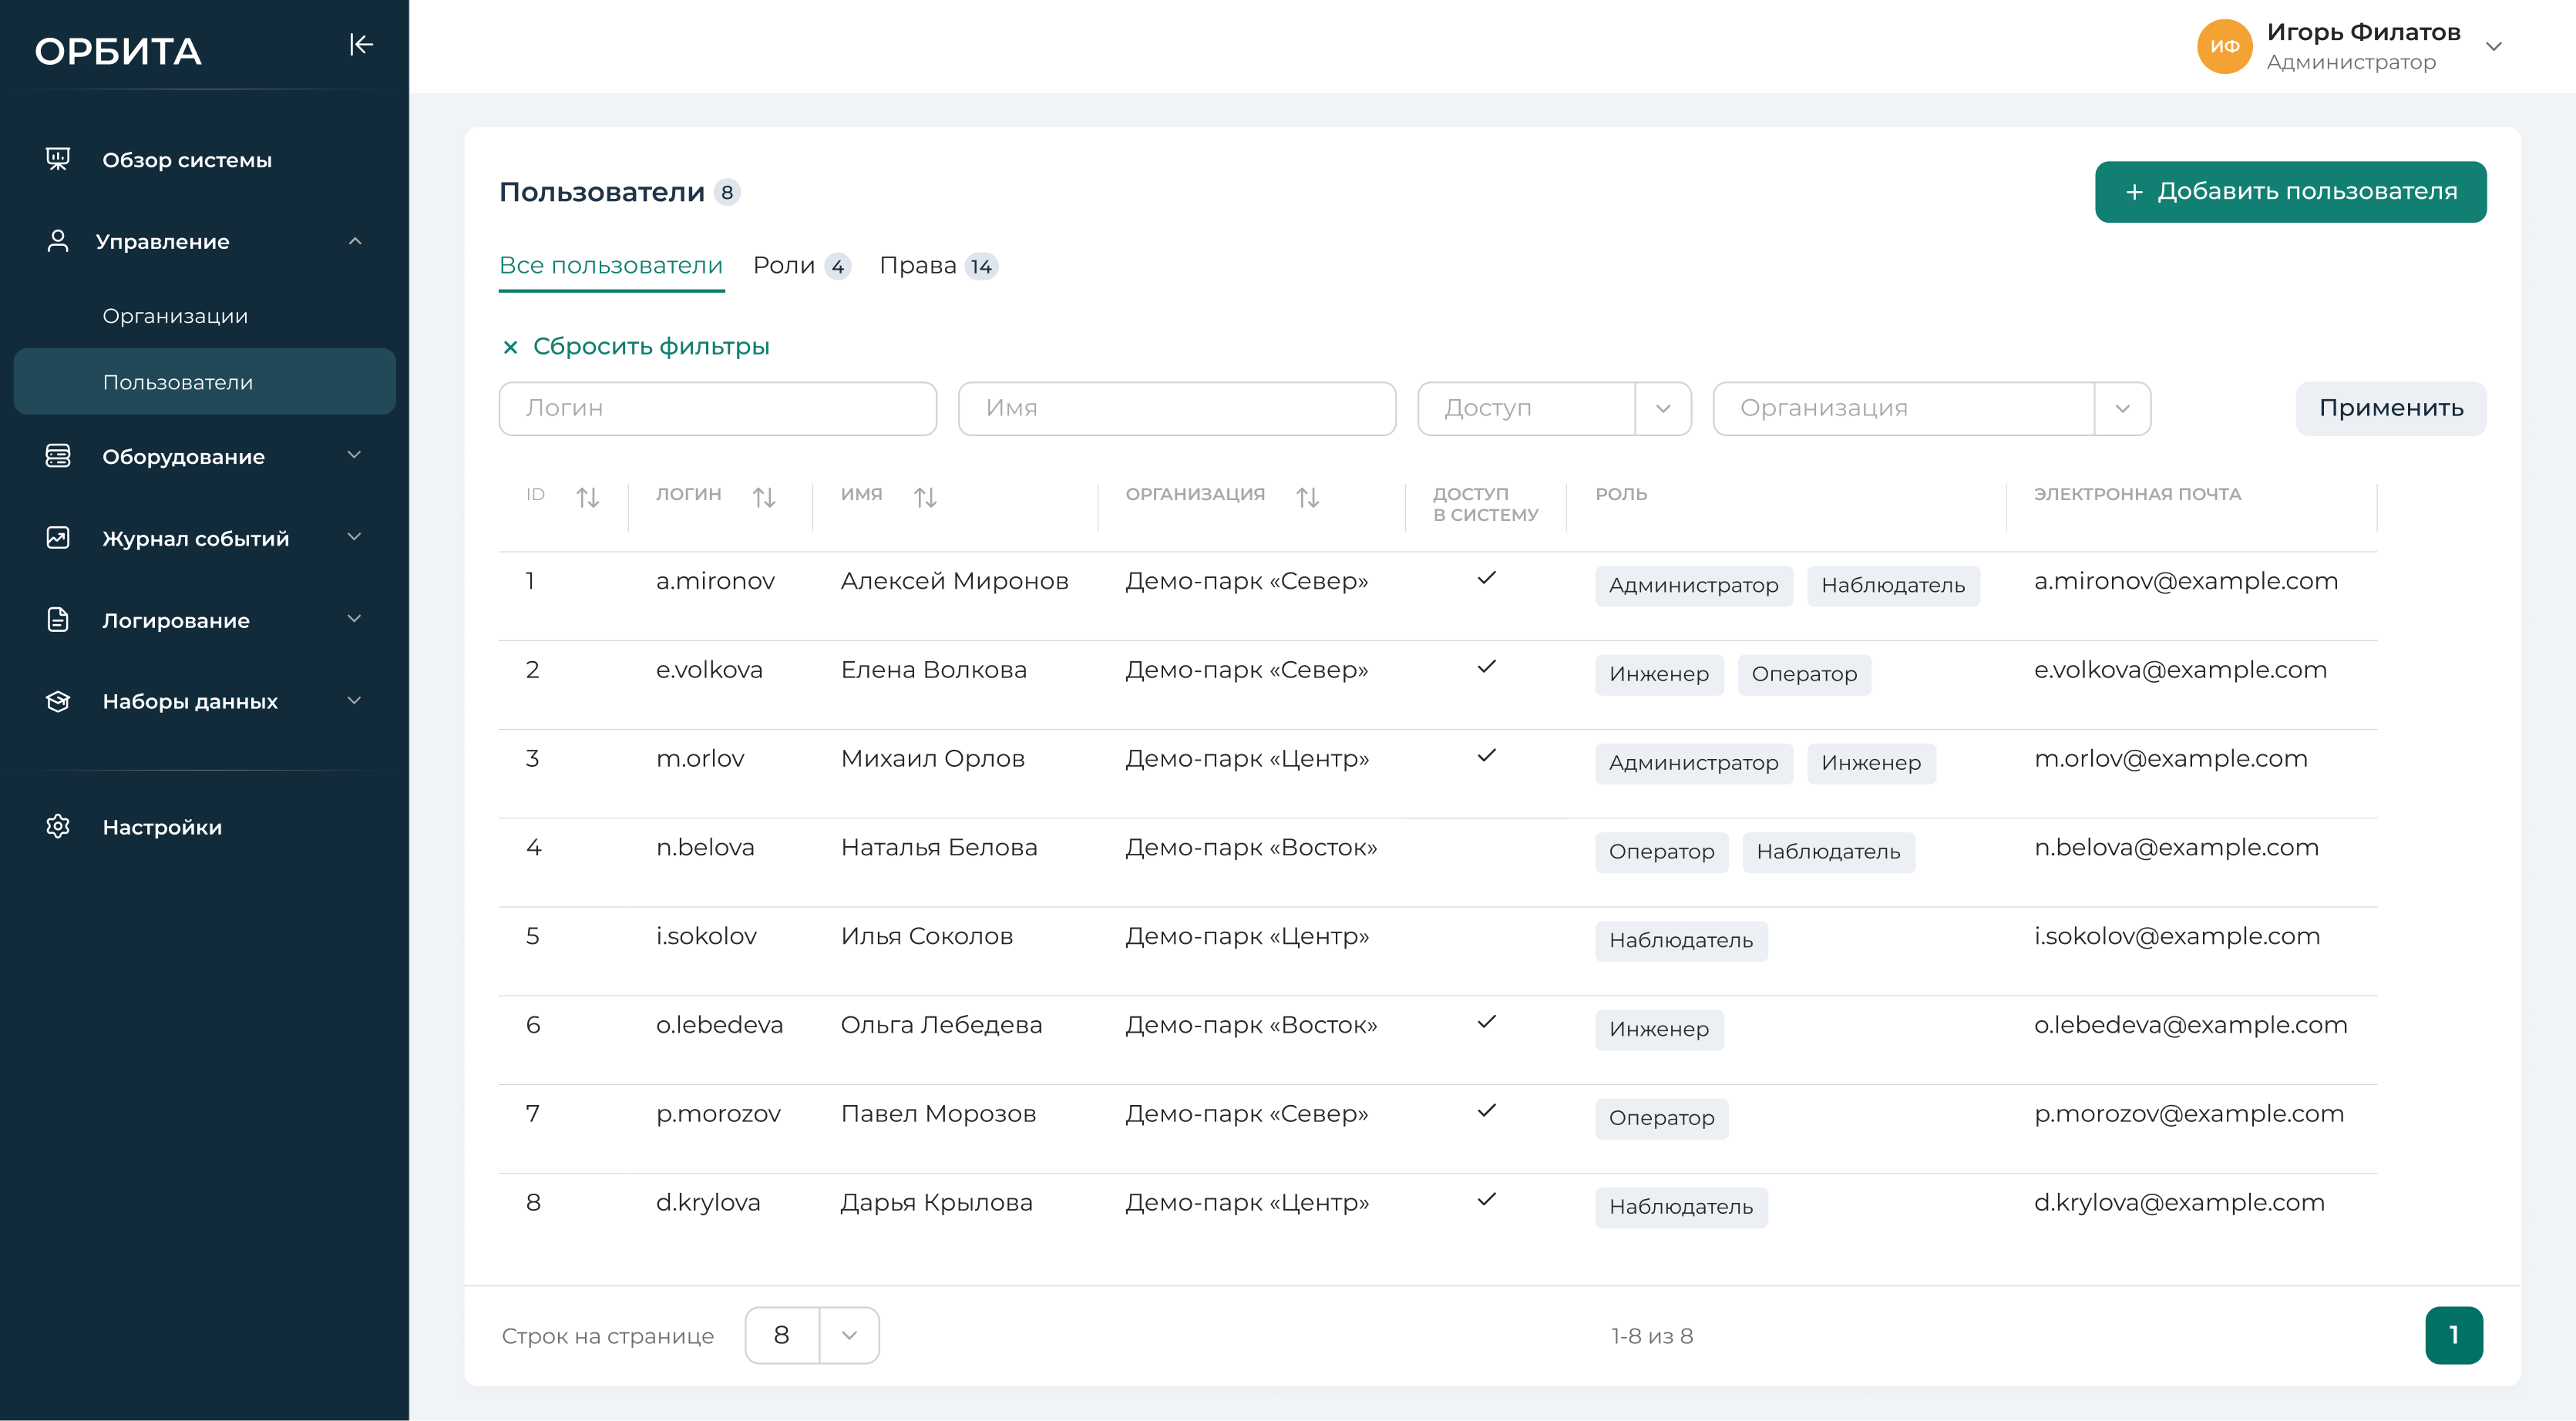 ОРБИТА
Обзор системы
Управление
Организации
Пользователи
Оборудование
Журнал событий
Логирование
Наборы данных
Настройки
ИФ
Игорь Филатов
Администратор
Пользователи 8
+ Добавить пользователя
Все пользователи Роли 4 Права 14
Сбросить фильтры
Логин Имя Доступ Организация Применить
ID ЛОГИН ИМЯ ОРГАНИЗАЦИЯ ДОСТУП В СИСТЕМУ РОЛЬ ЭЛЕКТРОННАЯ ПОЧТА
1 a.mironov Алексей Миронов Демо-парк «Север» ✓ Администратор Наблюдатель a.mironov@example.com
2 e.volkova Елена Волкова Демо-парк «Север» ✓ Инженер Оператор e.volkova@example.com
3 m.orlov Михаил Орлов Демо-парк «Центр» ✓ Администратор Инженер m.orlov@example.com
4 n.belova Наталья Белова Демо-парк «Восток» Оператор Наблюдатель n.belova@example.com
5 i.sokolov Илья Соколов Демо-парк «Центр» Наблюдатель i.sokolov@example.com
6 o.lebedeva Ольга Лебедева Демо-парк «Восток» ✓ Инженер o.lebedeva@example.com
7 p.morozov Павел Морозов Демо-парк «Север» ✓ Оператор p.morozov@example.com
8 d.krylova Дарья Крылова Демо-парк «Центр» ✓ Наблюдатель d.krylova@example.com
Строк на странице 8 1-8 из 8 1